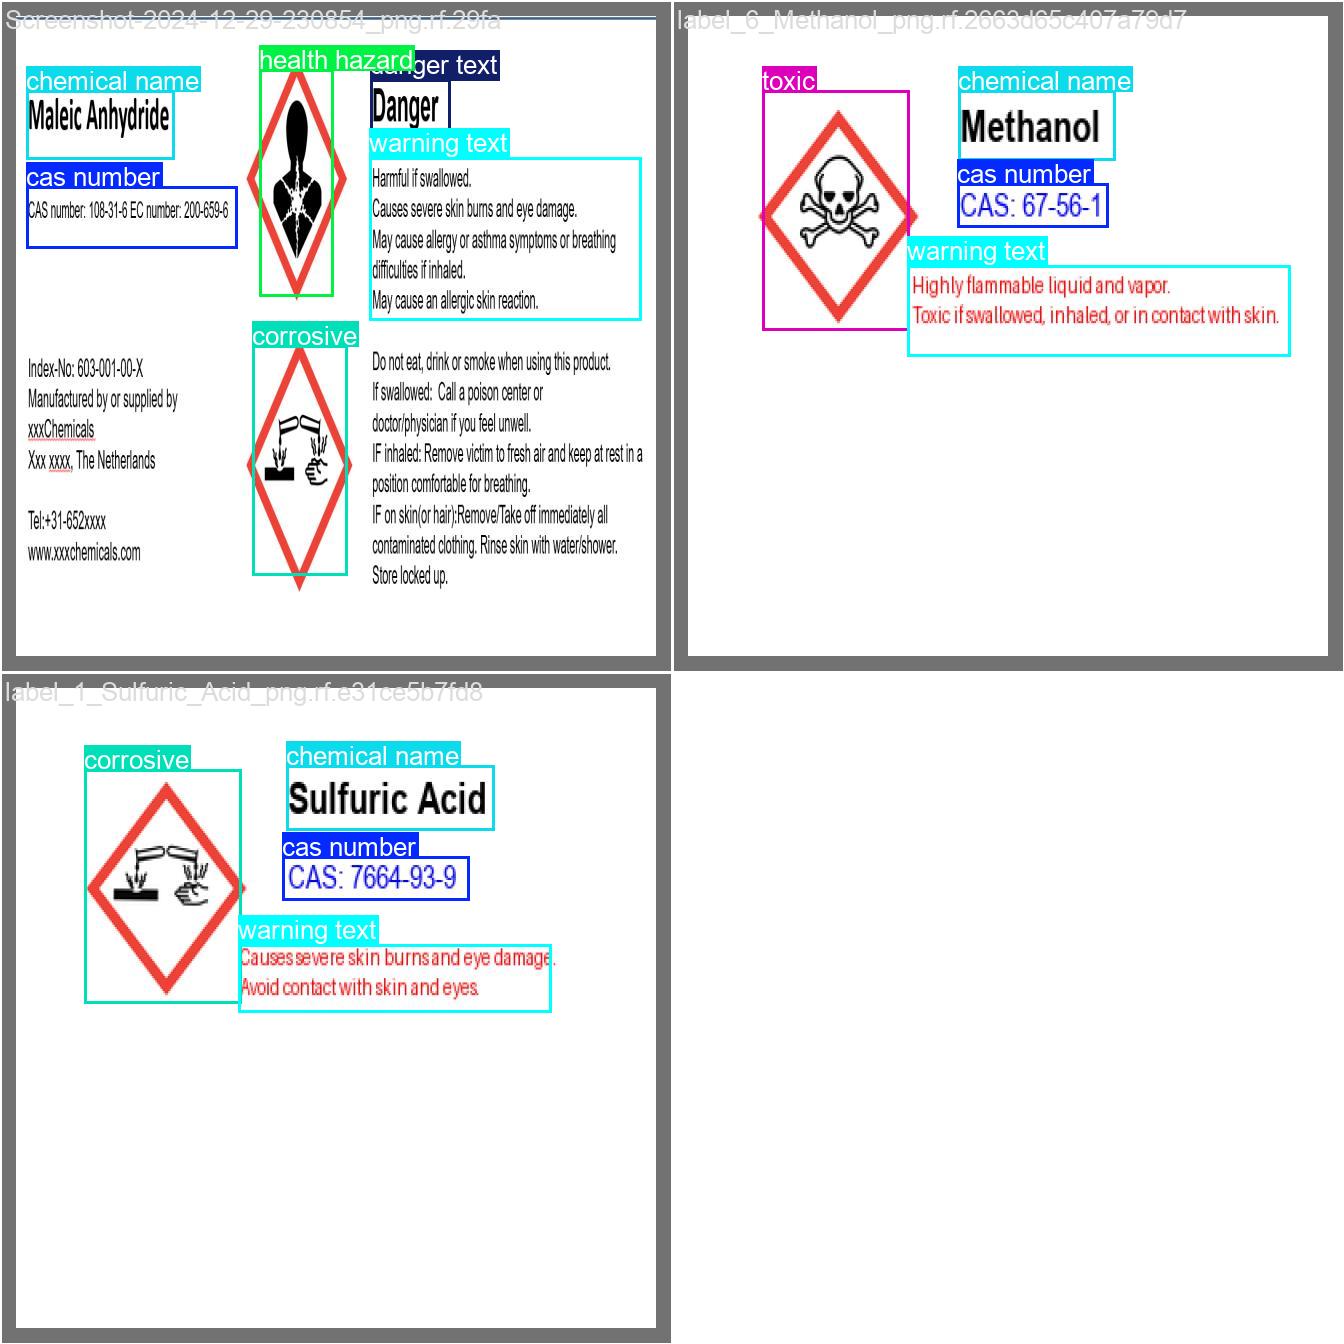 Screenshot-2024-12-29-230854_png.rf.29fa
chemical name
Maleic Anhydride
cas number
CAS number: 108-31-6 EC number: 200-659-6
Index-No: 603-001-00-X
Manufactured by or supplied by
xxxChemicals
Xxx xxxx, The Netherlands
Tel:+31-652xxxx
www.xxxchemicals.com
health hazard
corrosive
danger text
Danger
warning text
Harmful if swallowed.
Causes severe skin burns and eye damage.
May cause allergy or asthma symptoms or breathing
difficulties if inhaled.
May cause an allergic skin reaction.
Do not eat, drink or smoke when using this product.
If swallowed: Call a poison center or
doctor/physician if you feel unwell.
IF inhaled: Remove victim to fresh air and keep at rest in a
position comfortable for breathing.
IF on skin(or hair):Remove/Take off immediately all
contaminated clothing. Rinse skin with water/shower.
Store locked up.
label_6_Methanol_png.rf.2663d65c407a79d7
toxic
chemical name
Methanol
cas number
CAS: 67-56-1
warning text
Highly flammable liquid and vapor.
Toxic if swallowed, inhaled, or in contact with skin.
label_1_Sulfuric_Acid_png.rf.e31ce5b7fd8
corrosive
chemical name
Sulfuric Acid
cas number
CAS: 7664-93-9
warning text
Causes severe skin burns and eye damage.
Avoid contact with skin and eyes.